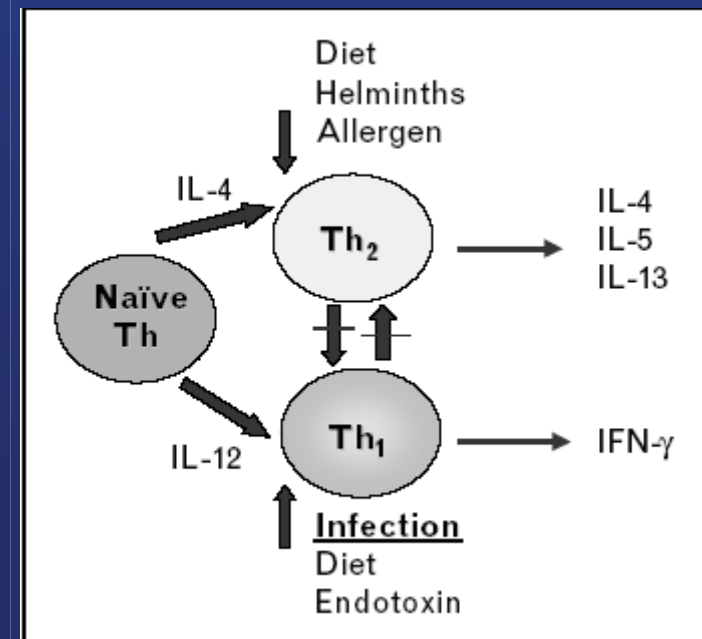 Diet
Helminths
Allergen
IL-4
Th₂
IL-4
IL-5
IL-13
Naïve
Th
IL-12
Th₁
IFN-γ
Infection
Diet
Endotoxin